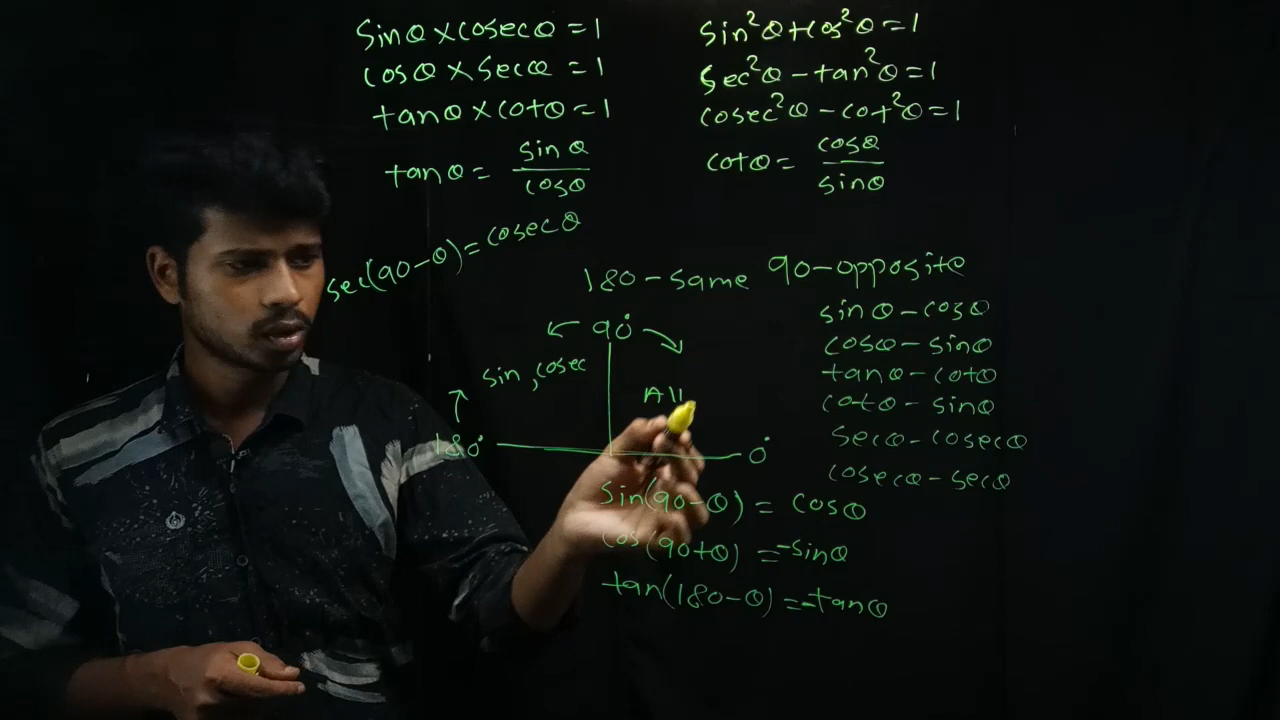 sinθ × cosecθ = 1
cosθ × secθ = 1
tanθ × cotθ = 1
tanθ = sinθ / cosθ
sec(90-θ) = cosecθ
sin²θ + cos²θ = 1
sec²θ - tan²θ = 1
cosec²θ - cot²θ = 1
cotθ = cosθ / sinθ
180-same
90-opposite
sinθ - cosθ
cosθ - sinθ
tanθ - cotθ
cotθ - sinθ
secθ - cosecθ
cosecθ - secθ
90°
sin, cosec
All
180°
0°
sin(90-θ) = cosθ
cos(90+θ) = -sinθ
tan(180-θ) = -tanθ